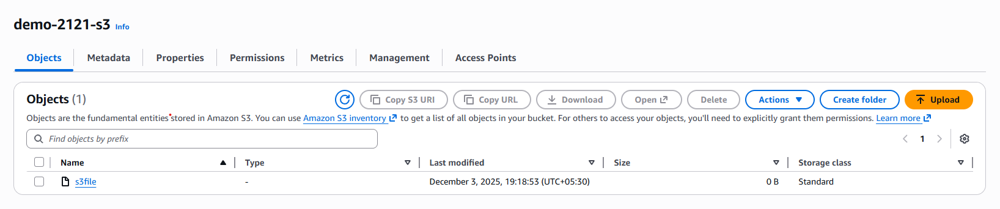 demo-2121-s3 Info
Objects Metadata Properties Permissions Metrics Management Access Points
Objects (1) Copy S3 URI Copy URL Download Open Delete Actions Create folder Upload
Objects are the fundamental entities stored in Amazon S3. You can use Amazon S3 inventory to get a list of all objects in your bucket. For others to access your objects, you'll need to explicitly grant them permissions. Learn more
Find objects by prefix 1
Name Type Last modified Size Storage class
s3file - December 3, 2025, 19:18:53 (UTC+05:30) 0 B Standard